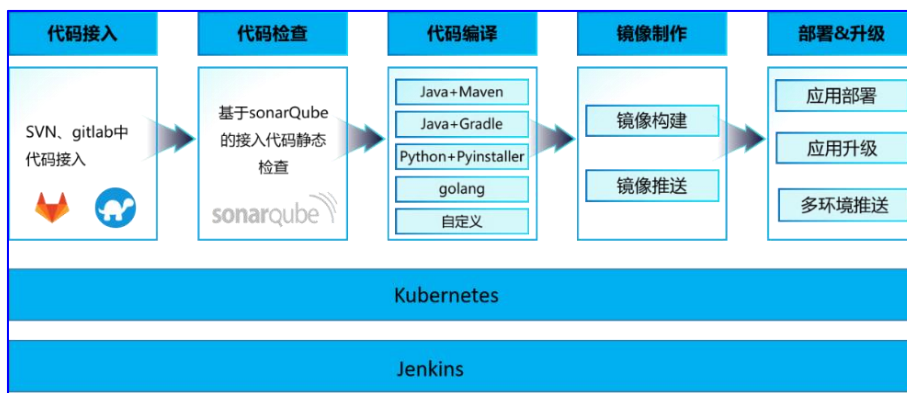 代码接入
代码检查
代码编译
镜像制作
部署&升级
SVN、gitlab中
代码接入
基于sonarQube
的接入代码静态
检查
sonarqube
Java+Maven
Java+Gradle
Python+Pyinstaller
golang
自定义
镜像构建
镜像推送
应用部署
应用升级
多环境推送
Kubernetes
Jenkins